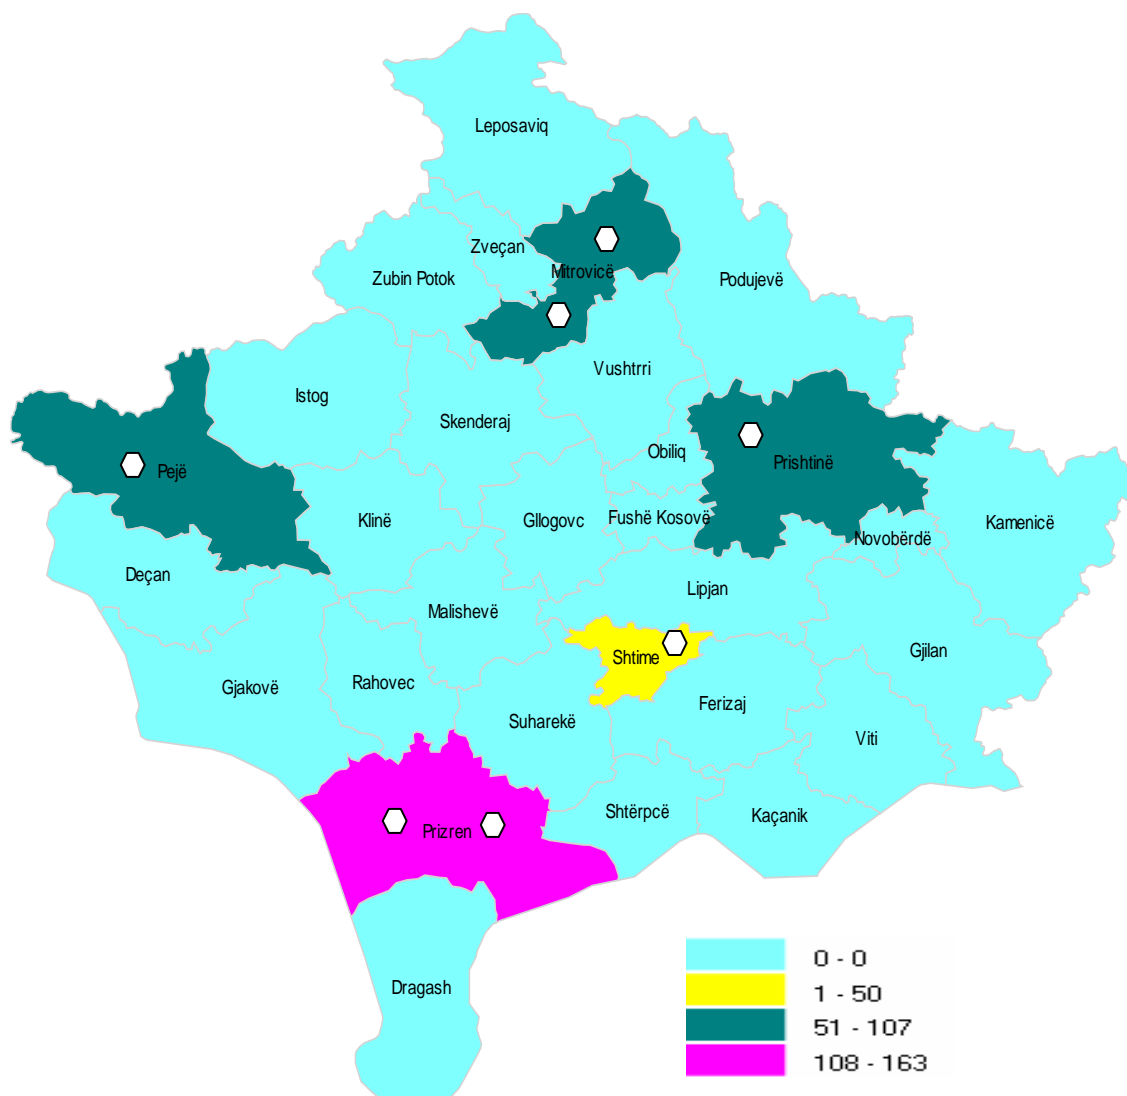 Leposaviq
Zveçan
Mitrovicë
Zubin Potok
Podujevë
Vushtrri
Istog
Skenderaj
Obiliq
Prishtinë
Pejë
Klinë
Gllogovc
Fushë Kosovë
Kamenicë
Novobërdë
Deçan
Lipjan
Malishevë
Shtime
Gjilan
Gjakovë
Rahovec
Ferizaj
Suharekë
Viti
Shtërpcë
Kaçanik
Prizren
Dragash
0 - 0
1 - 50
51 - 107
108 - 163